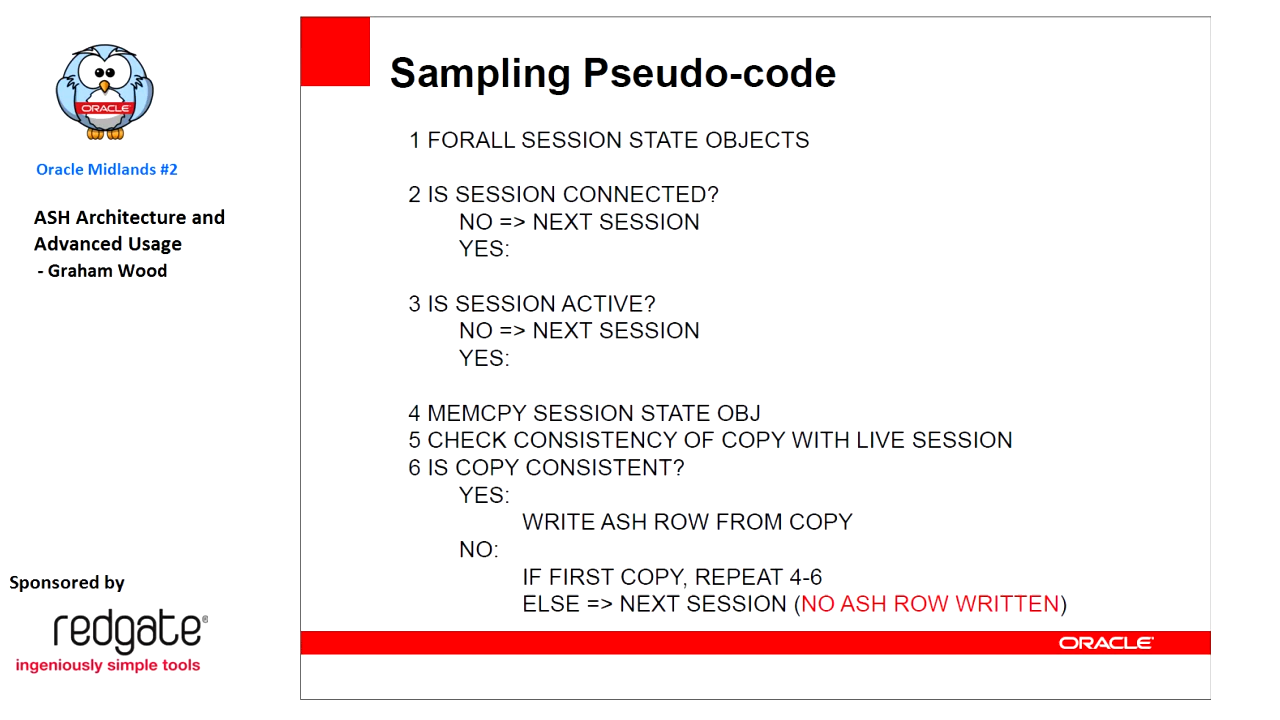 ORACLE
Oracle Midlands #2
ASH Architecture and
Advanced Usage
- Graham Wood
Sponsored by
redgate®
ingeniously simple tools
Sampling Pseudo-code
1 FORALL SESSION STATE OBJECTS
2 IS SESSION CONNECTED?
NO => NEXT SESSION
YES:
3 IS SESSION ACTIVE?
NO => NEXT SESSION
YES:
4 MEMCPY SESSION STATE OBJ
5 CHECK CONSISTENCY OF COPY WITH LIVE SESSION
6 IS COPY CONSISTENT?
YES:
WRITE ASH ROW FROM COPY
NO:
IF FIRST COPY, REPEAT 4-6
ELSE => NEXT SESSION (NO ASH ROW WRITTEN)
ORACLE